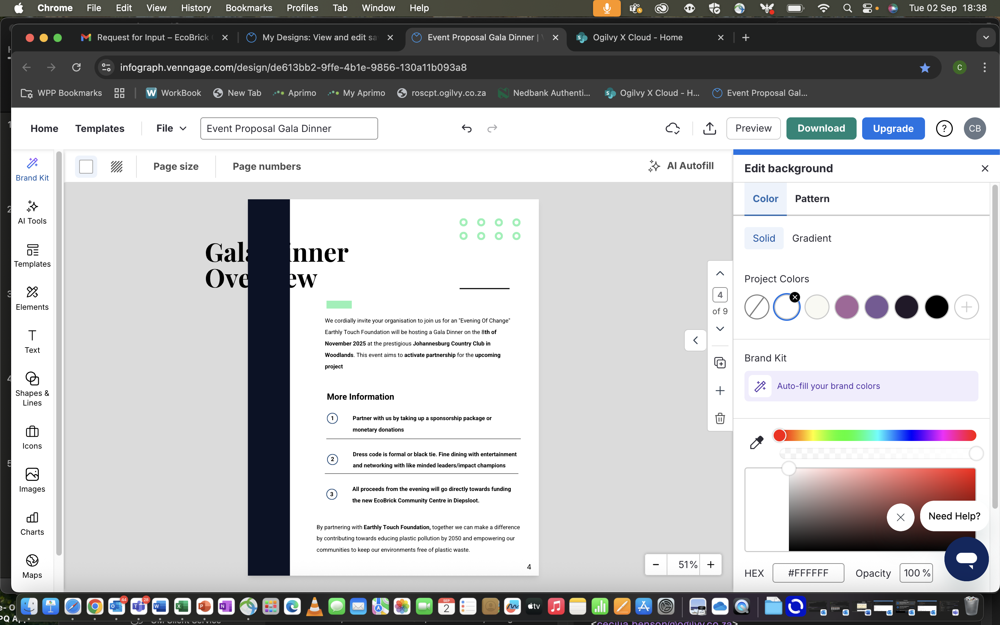 Chrome File Edit View History Bookmarks Profiles Tab Window Help Tue 02 Sep 18:38
Request for Input – EcoBrick
My Designs: View and edit sa
Event Proposal Gala Dinner |
Ogilvy X Cloud - Home
infograph.venngage.com/design/de613bb2-9ffe-4b1e-9856-130a11b093a8
C
WPP Bookmarks
WorkBook
New Tab
Aprimo
My Aprimo
roscpt.ogilvy.co.za
Nedbank Authenti...
Ogilvy X Cloud - H...
Event Proposal Gal...
Home Templates File Event Proposal Gala Dinner Preview Download Upgrade ? CB
Brand Kit
AI Tools
Templates
Elements
Text
Shapes &
Lines
Icons
Images
Charts
Maps
Page size Page numbers AI Autofill
Gala inner
Ove ew
We cordially invite your organisation to join us for an "Evening Of Change"
Earthly Touch Foundation will be hosting a Gala Dinner on the 8th of
November 2025 at the prestigious Johannesburg Country Club in
Woodlands. This event aims to activate partnership for the upcoming
project
More Information
1 Partner with us by taking up a sponsorship package or
monetary donations
2 Dress code is formal or black tie. Fine dining with entertainment
and networking with like minded leaders/impact champions
3 All proceeds from the evening will go directly towards funding
the new EcoBrick Community Centre in Diepsloot.
By partnering with Earthly Touch Foundation, together we can make a difference
by contributing towards educing plastic pollution by 2050 and empowering our
communities to keep our environments free of plastic waste.
4
4
of 9
51%
Edit background
Color Pattern
Solid Gradient
Project Colors
Brand Kit
Auto-fill your brand colors
Need Help?
HEX #FFFFFF Opacity 100 %
44
28
SEP
2
tv
<cecilia.benson@ogilvy.co.za>